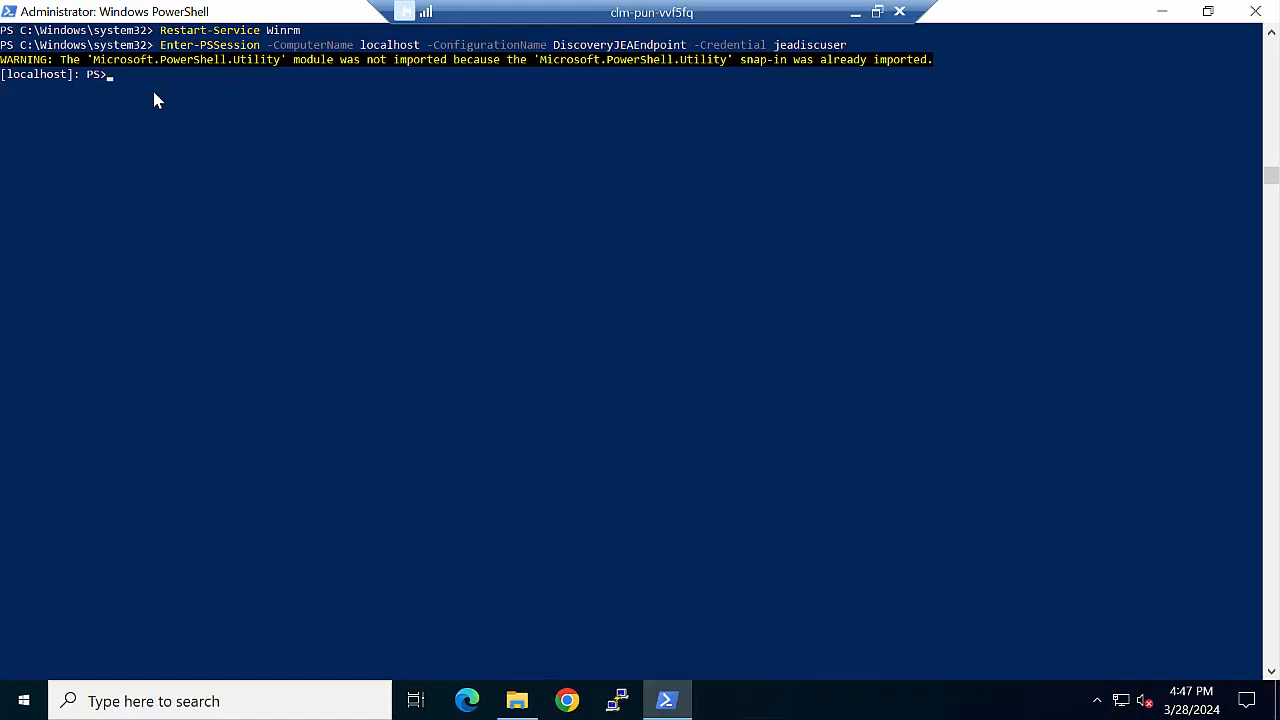 Administrator: Windows PowerShell
clm-pun-vvf5fq
PS C:\Windows\system32> Restart-Service Winrm
PS C:\Windows\system32> Enter-PSSession -ComputerName localhost -ConfigurationName DiscoveryJEAEndpoint -Credential jeadiscuser
WARNING: The 'Microsoft.PowerShell.Utility' module was not imported because the 'Microsoft.PowerShell.Utility' snap-in was already imported.
[localhost]: PS>
Type here to search
4:47 PM
3/28/2024